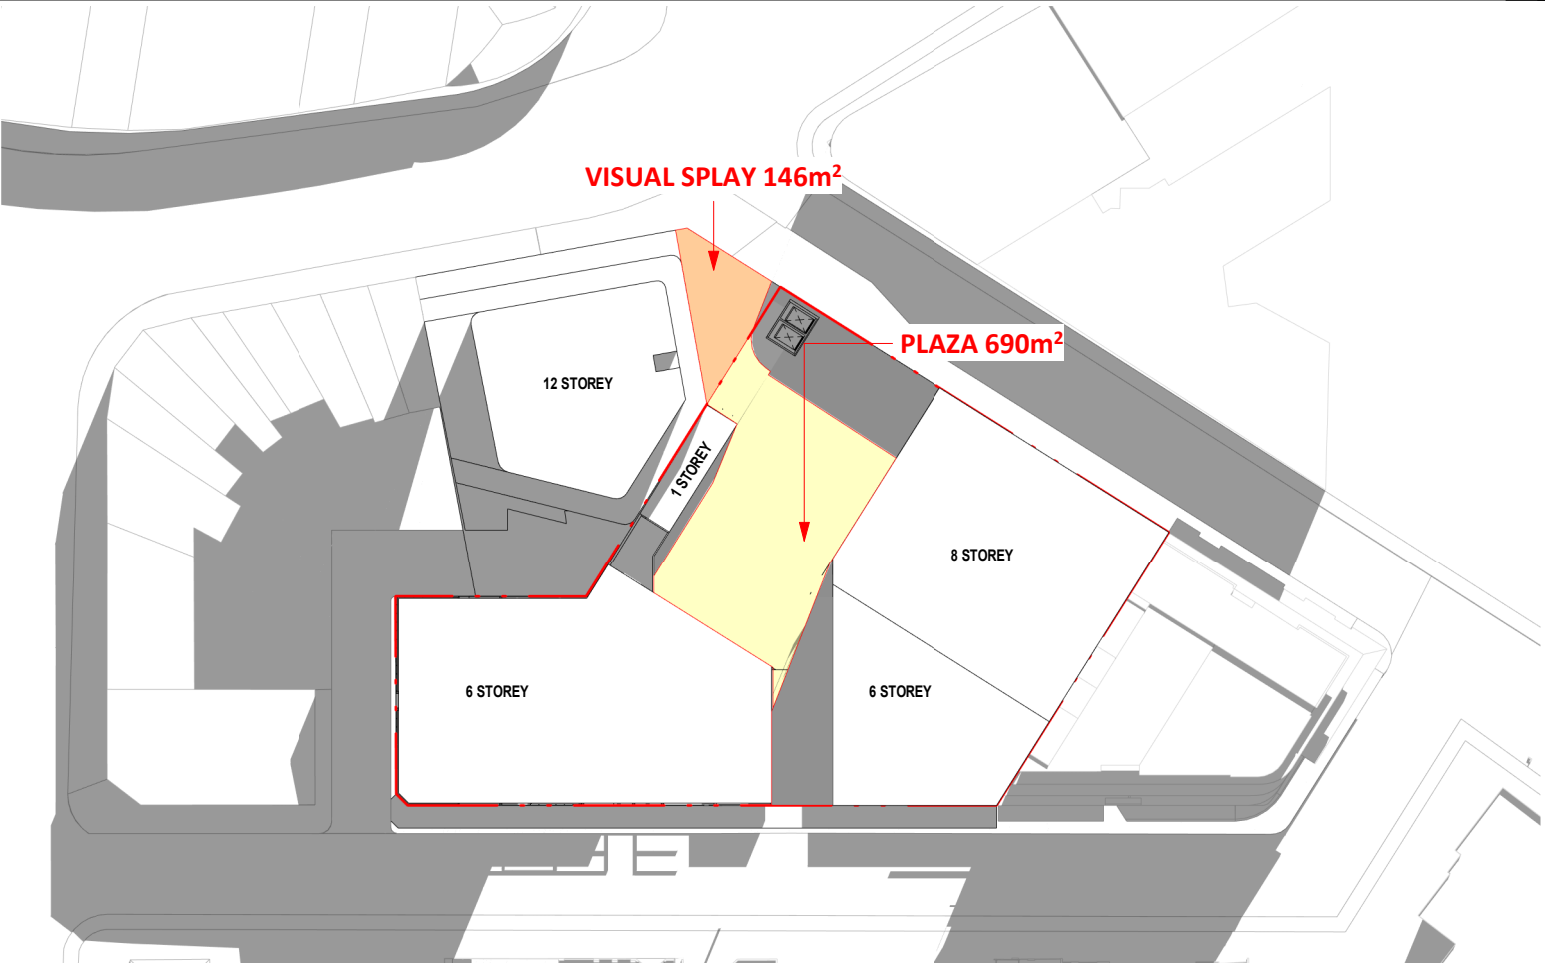 VISUAL SPLAY 146m²
PLAZA 690m²
12 STOREY
1 STOREY
8 STOREY
6 STOREY
6 STOREY